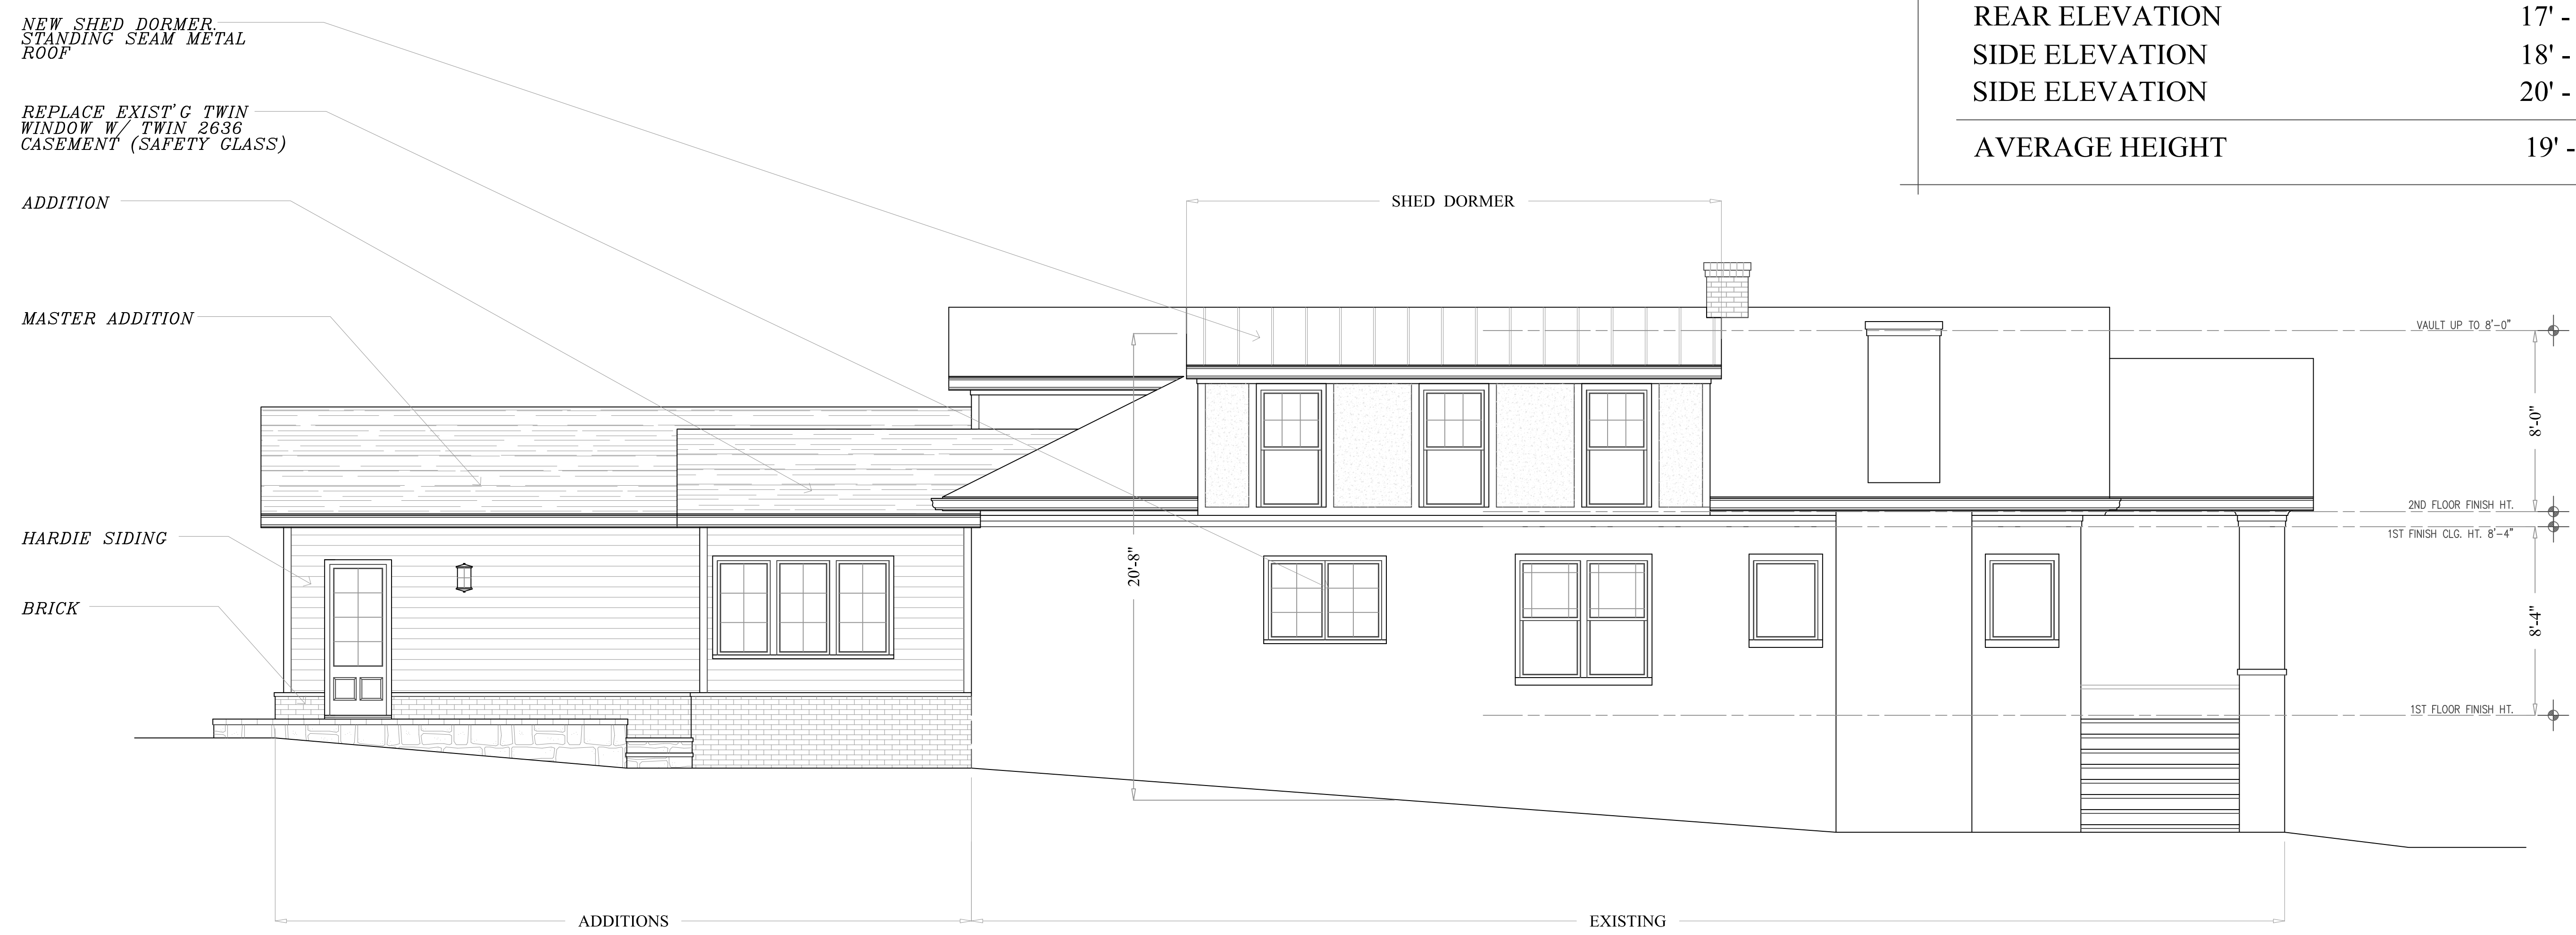 NEW SHED DORMER.
STANDING SEAM METAL
ROOF
REPLACE EXIST'G TWIN
WINDOW W/ TWIN 2636
CASEMENT (SAFETY GLASS)
ADDITION
MASTER ADDITION
HARDIE SIDING
BRICK
REAR ELEVATION 17' -
SIDE ELEVATION 18' -
SIDE ELEVATION 20' -
AVERAGE HEIGHT 19' -
SHED DORMER
VAULT UP TO 8'-0"
8'-0"
2ND FLOOR FINISH HT.
1ST FINISH CLG. HT. 8'-4"
20'-8"
8'-4"
1ST FLOOR FINISH HT.
ADDITIONS
EXISTING